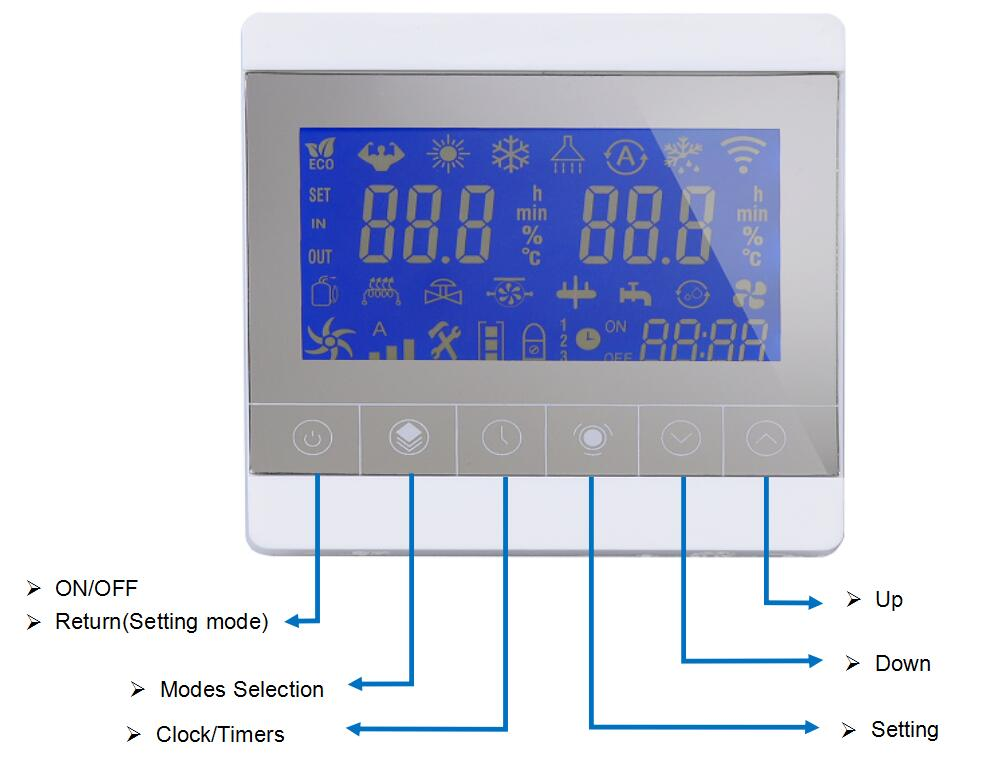 ECO
A
SET
88.8
h
min
%
°C
88.8
h
min
%
°C
IN
OUT
A
1
2
3
ON
OFF
88:88
ON/OFF
Return(Setting mode)
Modes Selection
Clock/Timers
Up
Down
Setting